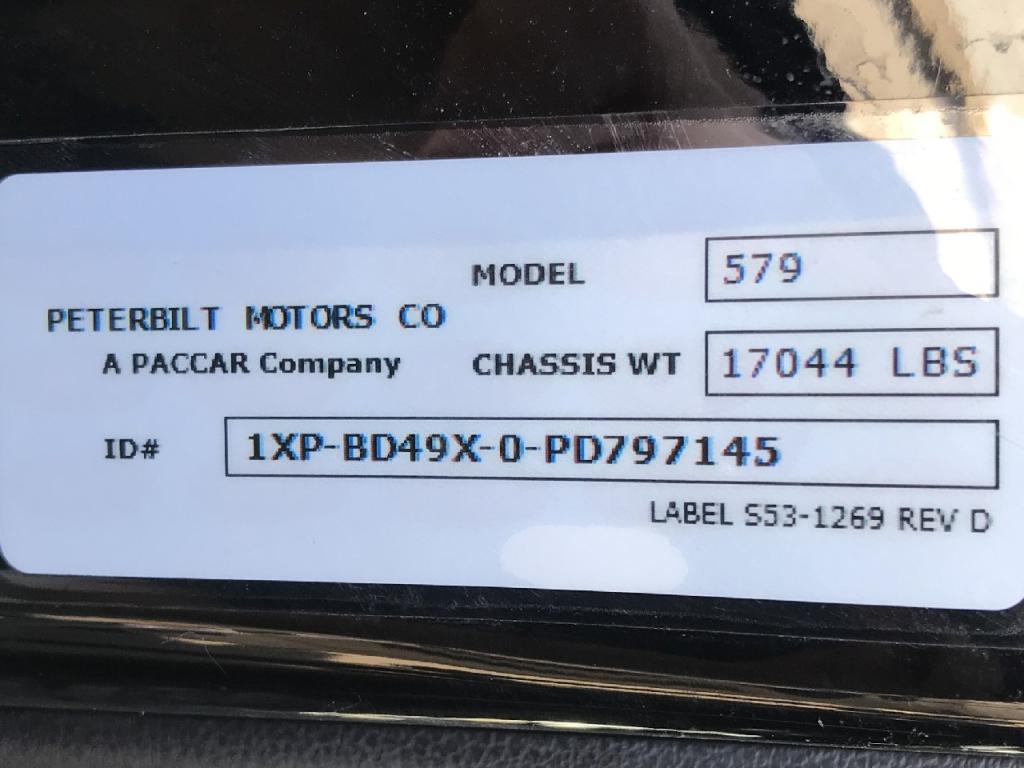 MODEL 579
PETERBILT MOTORS CO
A PACCAR Company
CHASSIS WT 17044 LBS
ID# 1XP-BD49X-0-PD797145
LABEL S53-1269 REV D